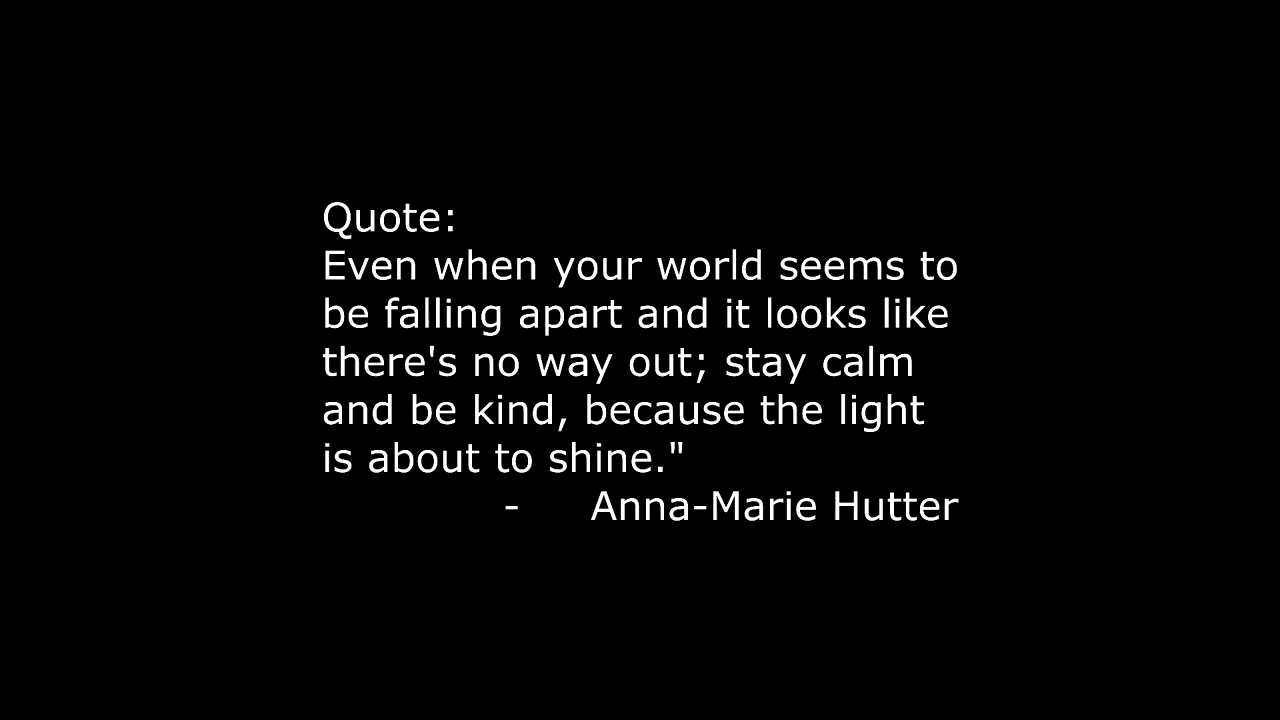 Quote:
Even when your world seems to
be falling apart and it looks like
there's no way out; stay calm
and be kind, because the light
is about to shine."
- Anna-Marie Hutter